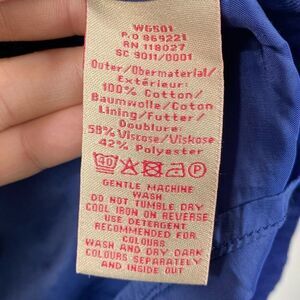 WG501
P.O 869221
RN 118027
SC 9011/0001
Outer/Obermaterial/
Extérieur:
100% Cotton/
Baumwolle/Coton
Lining/Futter/
Doublure:
58% Viscose/Viskose
42% Polyester
40 P
GENTLE MACHINE
WASH
DO NOT TUMBLE DRY
COOL IRON ON REVERSE
USE DETERGENT
RECOMMENDED FOR
COLOURS
WASH AND DRY DARK
COLOURS SEPARATELY
INSIDE OUT